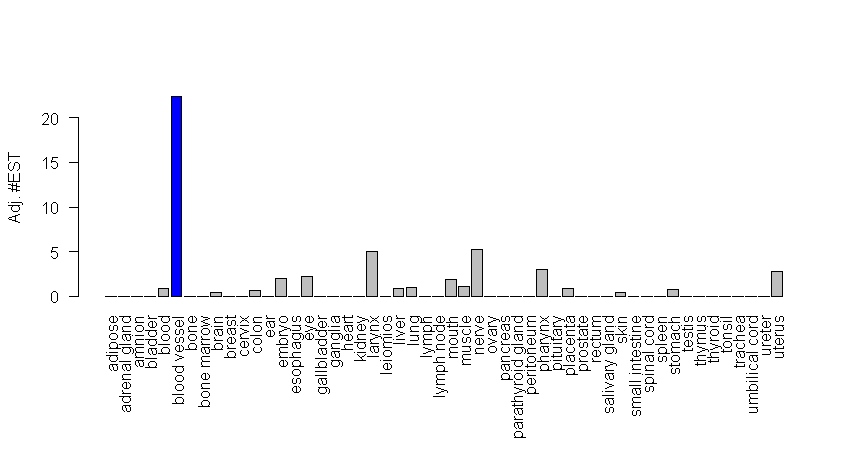 Adj. #EST
20
15
10
5
0
adipose
adrenal gland
amnion
bladder
blood
blood vessel
bone
bone marrow
brain
breast
cervix
colon
ear
embryo
esophagus
eye
gallbladder
ganglia
heart
kidney
larynx
leiomios
liver
lung
lymph
lymph node
mouth
muscle
nerve
ovary
pancreas
parathyroid gland
peritoneum
pharynx
pituitary
placenta
prostate
rectum
salivary gland
skin
small intestine
spinal cord
spleen
stomach
testis
thymus
thyroid
tonsil
trachea
umbilical cord
ureter
uterus